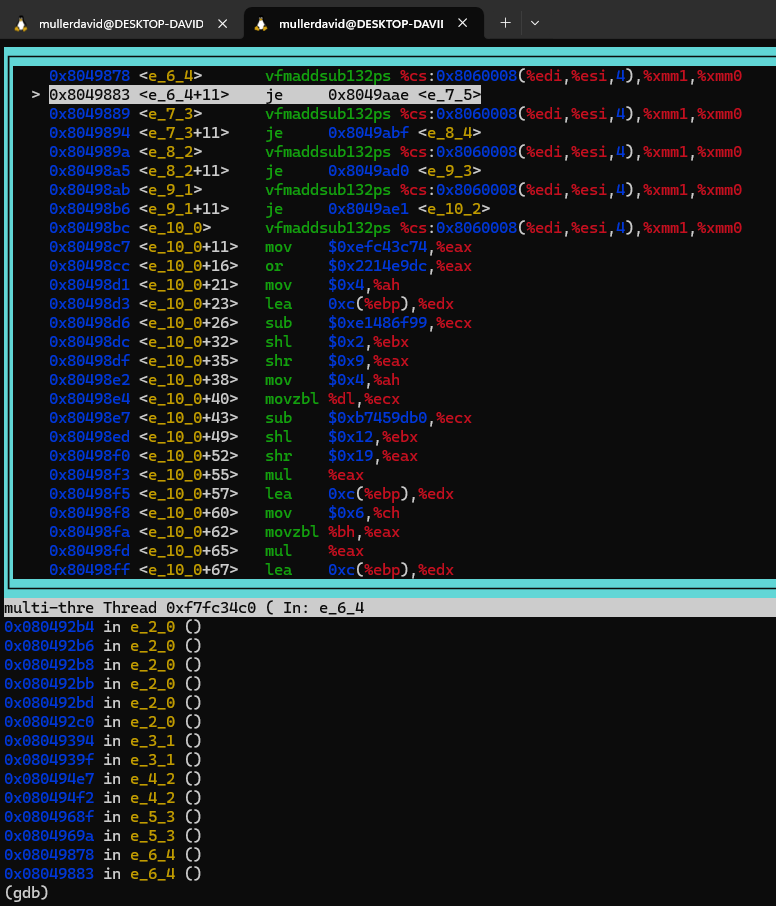 mullerdavid@DESKTOP-DAVID × mullerdavid@DESKTOP-DAVII × +
0x8049878 <e_6_4> vfmaddsub132ps %cs:0x8060008(%edi,%esi,4),%xmm1,%xmm0
> 0x8049883 <e_6_4+11> je 0x8049aae <e_7_5>
0x8049889 <e_7_3> vfmaddsub132ps %cs:0x8060008(%edi,%esi,4),%xmm1,%xmm0
0x8049894 <e_7_3+11> je 0x8049abf <e_8_4>
0x804989a <e_8_2> vfmaddsub132ps %cs:0x8060008(%edi,%esi,4),%xmm1,%xmm0
0x80498a5 <e_8_2+11> je 0x8049ad0 <e_9_3>
0x80498ab <e_9_1> vfmaddsub132ps %cs:0x8060008(%edi,%esi,4),%xmm1,%xmm0
0x80498b6 <e_9_1+11> je 0x8049ae1 <e_10_2>
0x80498bc <e_10_0> vfmaddsub132ps %cs:0x8060008(%edi,%esi,4),%xmm1,%xmm0
0x80498c7 <e_10_0+11> mov $0xefc43c74,%eax
0x80498cc <e_10_0+16> or $0x2214e9dc,%eax
0x80498d1 <e_10_0+21> mov $0x4,%ah
0x80498d3 <e_10_0+23> lea 0xc(%ebp),%edx
0x80498d6 <e_10_0+26> sub $0xe1486f99,%ecx
0x80498dc <e_10_0+32> shl $0x2,%ebx
0x80498df <e_10_0+35> shr $0x9,%eax
0x80498e2 <e_10_0+38> mov $0x4,%ah
0x80498e4 <e_10_0+40> movzbl %dl,%ecx
0x80498e7 <e_10_0+43> sub $0xb7459db0,%ecx
0x80498ed <e_10_0+49> shl $0x12,%ebx
0x80498f0 <e_10_0+52> shr $0x19,%eax
0x80498f3 <e_10_0+55> mul %eax
0x80498f5 <e_10_0+57> lea 0xc(%ebp),%edx
0x80498f8 <e_10_0+60> mov $0x6,%ch
0x80498fa <e_10_0+62> movzbl %bh,%eax
0x80498fd <e_10_0+65> mul %eax
0x80498ff <e_10_0+67> lea 0xc(%ebp),%edx
multi-thre Thread 0xf7fc34c0 ( In: e_6_4
0x080492b4 in e_2_0 ()
0x080492b6 in e_2_0 ()
0x080492b8 in e_2_0 ()
0x080492bb in e_2_0 ()
0x080492bd in e_2_0 ()
0x080492c0 in e_2_0 ()
0x08049394 in e_3_1 ()
0x0804939f in e_3_1 ()
0x080494e7 in e_4_2 ()
0x080494f2 in e_4_2 ()
0x0804968f in e_5_3 ()
0x0804969a in e_5_3 ()
0x08049878 in e_6_4 ()
0x08049883 in e_6_4 ()
(gdb)